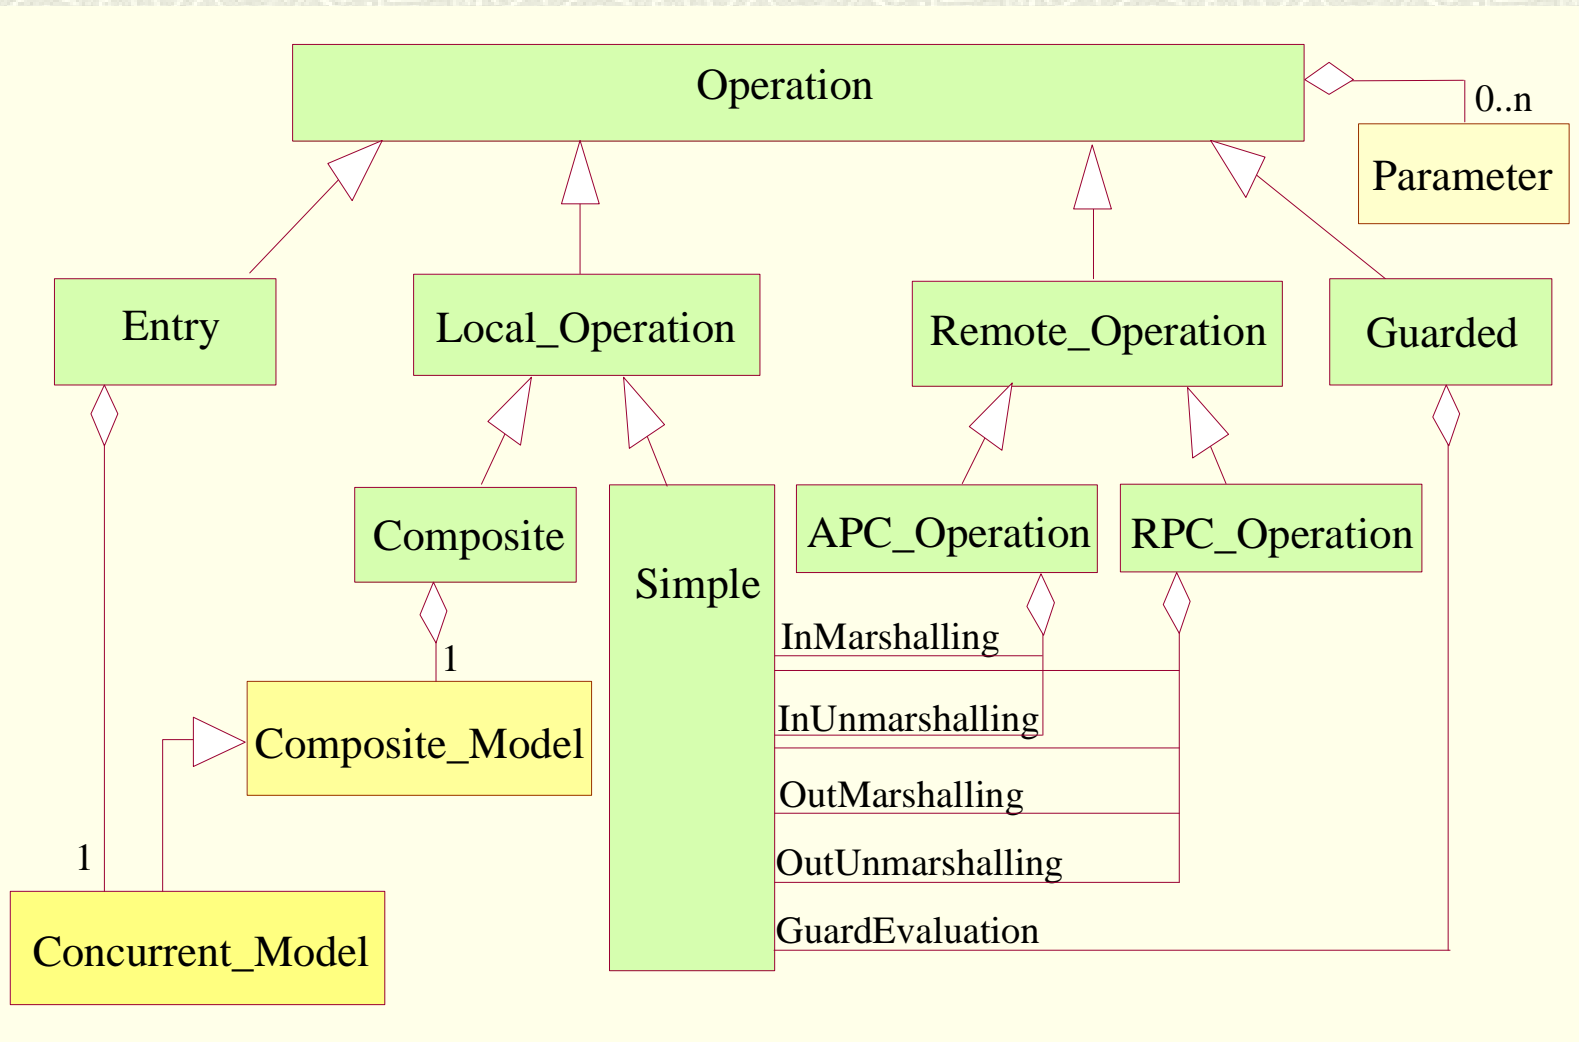 Operation
0..n
Parameter
Entry
Local_Operation
Remote_Operation
Guarded
Composite
Simple
APC_Operation
RPC_Operation
InMarshalling
1
InUnmarshalling
Composite_Model
OutMarshalling
1
OutUnmarshalling
GuardEvaluation
Concurrent_Model